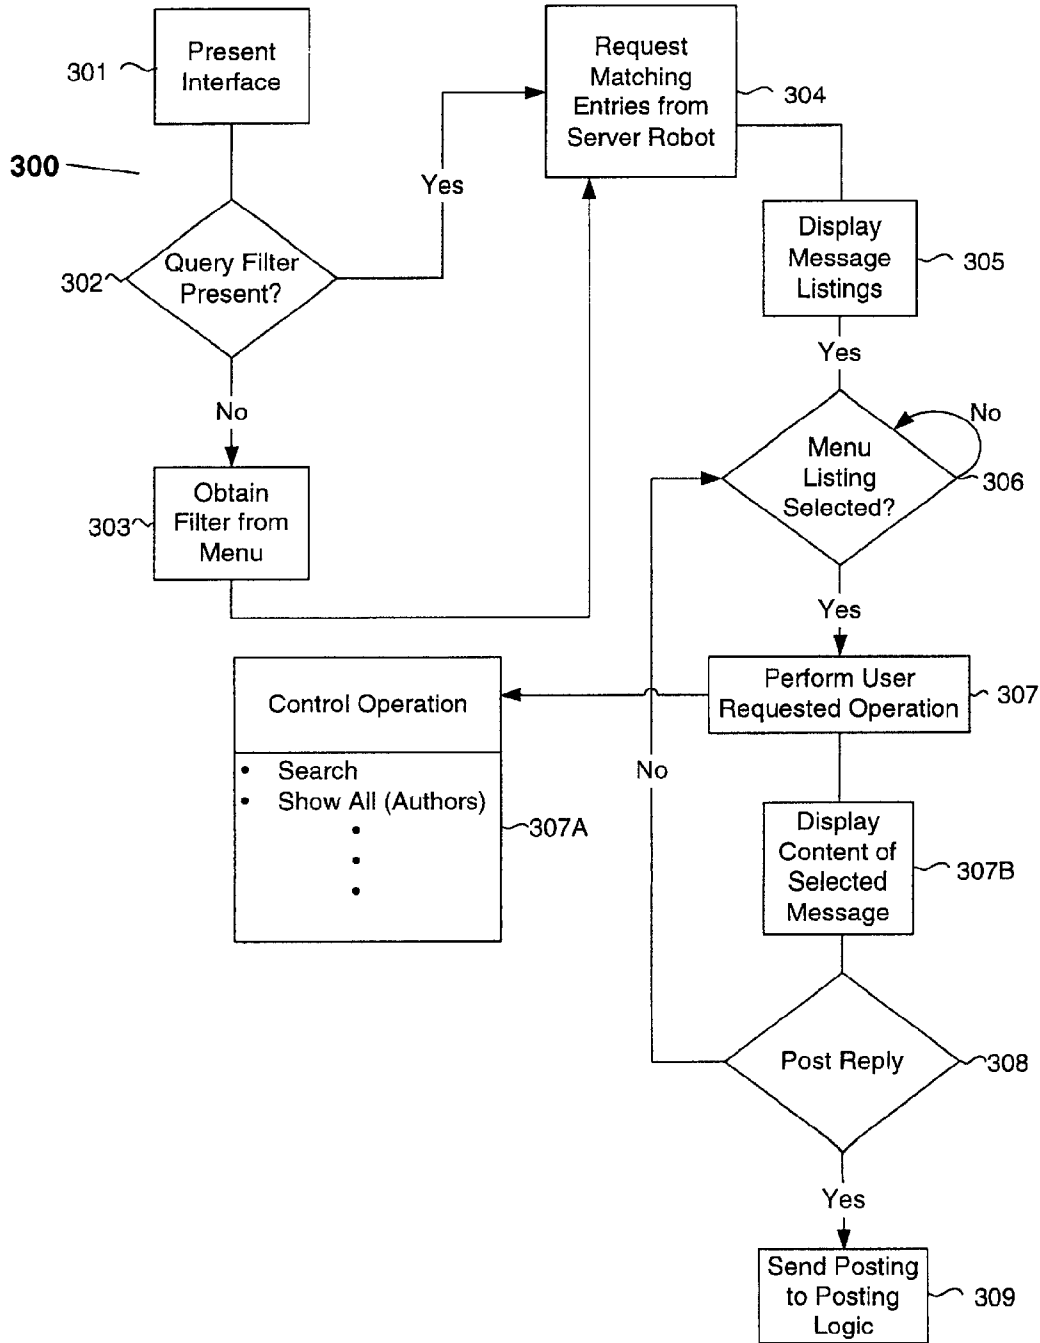 Present
Interface
301
300
Query Filter
Present?
302
Yes
No
Obtain
Filter from
Menu
303
Request
Matching
Entries from
Server Robot
304
Display
Message
Listings
305
Yes
Menu
Listing
Selected?
No
306
Yes
Perform User
Requested Operation
307
Control Operation
• Search
• Show All (Authors)
•
•
•
307A
No
Display
Content of
Selected
Message
307B
Post Reply
308
Yes
Send Posting
to Posting
Logic
309